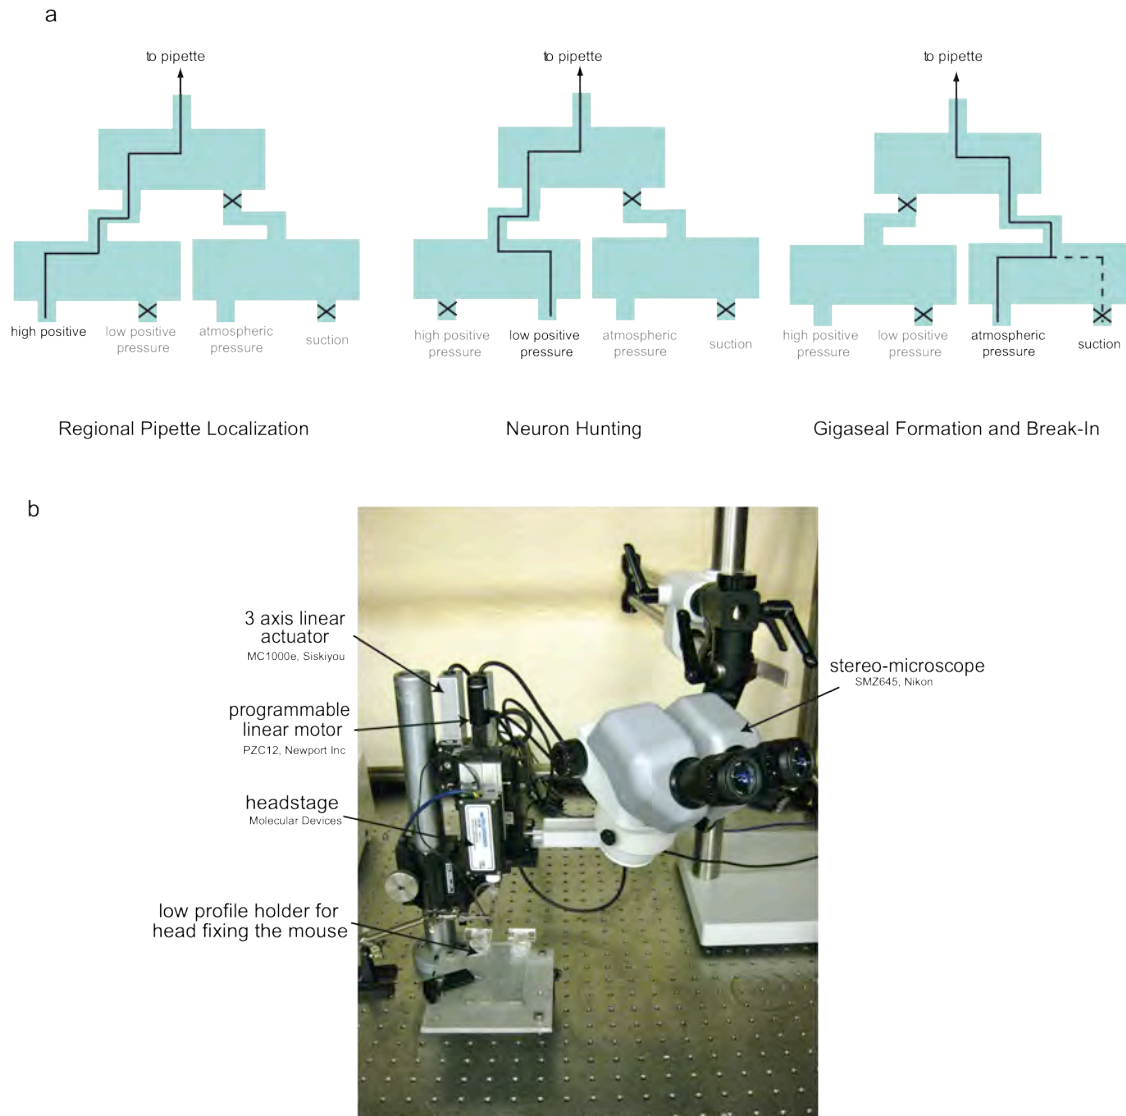 a
to pipette
to pipette
to pipette
high positive
low positive
pressure
atmospheric
pressure
suction
high positive
pressure
low positive
pressure
atmospheric
pressure
suction
high positive
pressure
low positive
pressure
atmospheric
pressure
suction
Regional Pipette Localization
Neuron Hunting
Gigaseal Formation and Break-In
b
3 axis linear
actuator
MC1000e, Siskiyou
programmable
linear motor
PZC12, Newport Inc
headstage
Molecular Devices
low profile holder for
head fixing the mouse
stereo-microscope
SMZ645, Nikon